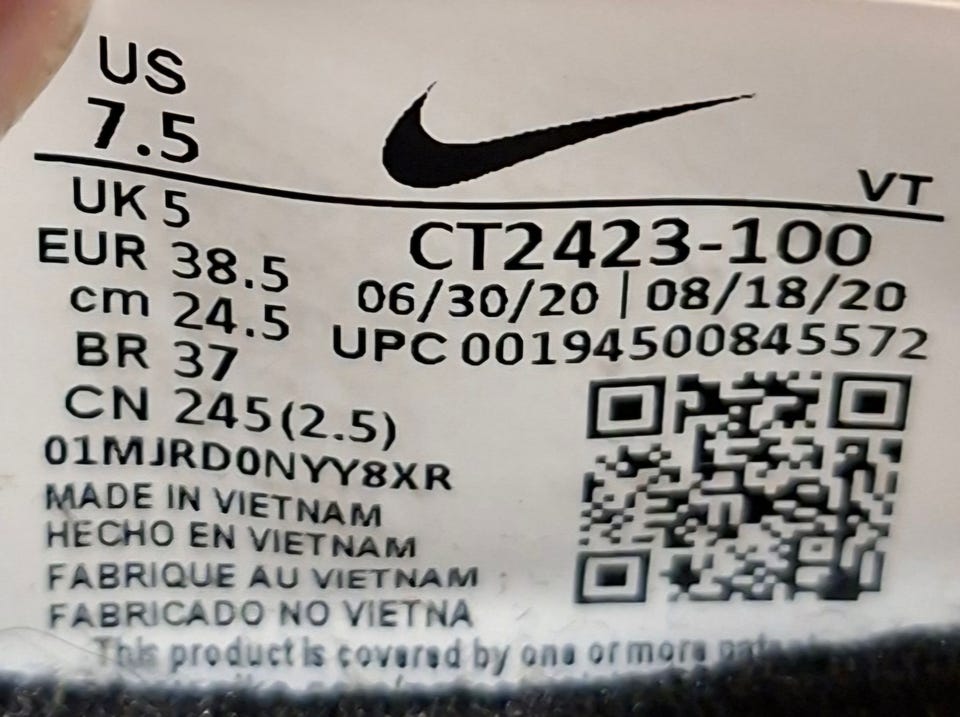 US
7.5
VT
UK 5
EUR 38.5
cm 24.5
BR 37
CN 245(2.5)
CT2423-100
06/30/20 | 08/18/20
UPC 00194500845572
01MJRD0NYY8XR
MADE IN VIETNAM
HECHO EN VIETNAM
FABRIQUE AU VIETNAM
FABRICADO NO VIETNA
This product is covered by one or more